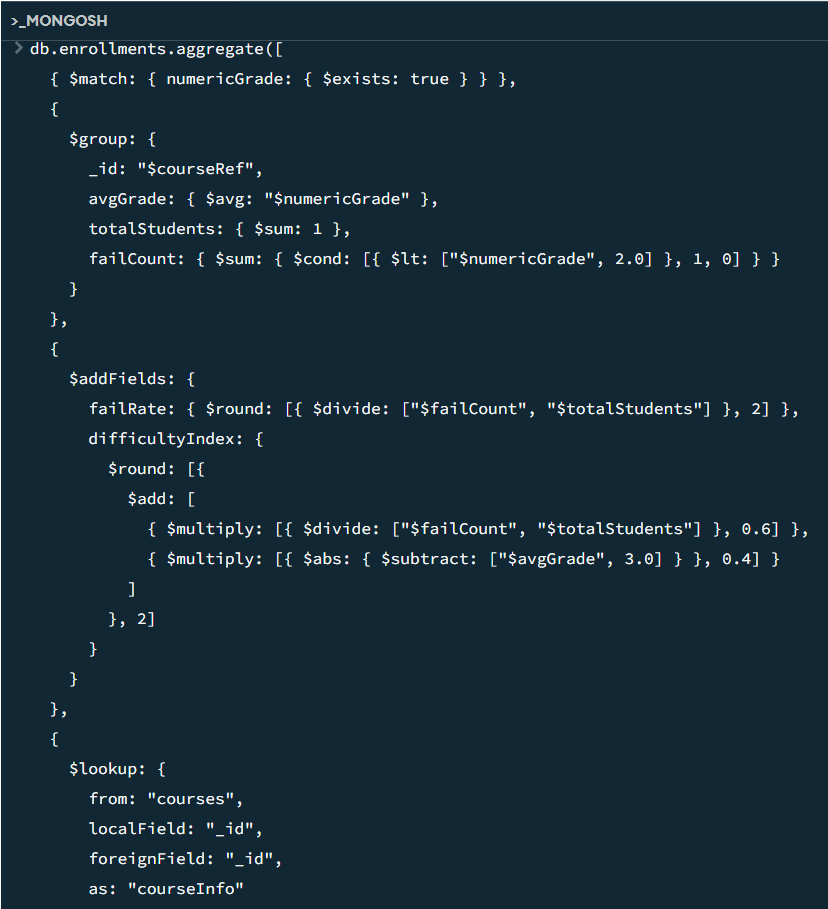 >_MONGOSH
> db.enrollments.aggregate([
{ $match: { numericGrade: { $exists: true } } },
{
$group: {
_id: "$courseRef",
avgGrade: { $avg: "$numericGrade" },
totalStudents: { $sum: 1 },
failCount: { $sum: { $cond: [{ $lt: ["$numericGrade", 2.0] }, 1, 0] } }
}
},
{
$addFields: {
failRate: { $round: [{ $divide: ["$failCount", "$totalStudents"] }, 2] },
difficultyIndex: {
$round: [{
$add: [
{ $multiply: [{ $divide: ["$failCount", "$totalStudents"] }, 0.6] },
{ $multiply: [{ $abs: { $subtract: ["$avgGrade", 3.0] } }, 0.4] }
]
}, 2]
}
}
},
{
$lookup: {
from: "courses",
localField: "_id",
foreignField: "_id",
as: "courseInfo"